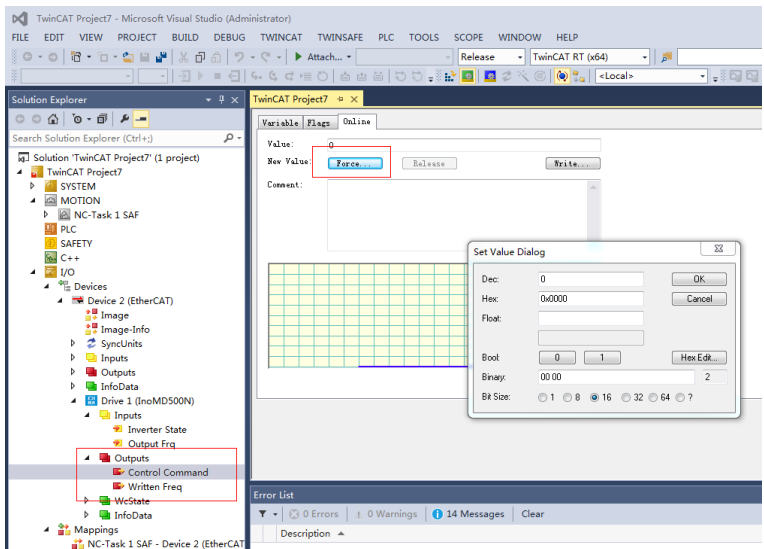 TwinCAT Project7 - Microsoft Visual Studio (Administrator)
FILE EDIT VIEW PROJECT BUILD DEBUG TWINCAT TWINSAFE PLC TOOLS SCOPE WINDOW HELP
Attach... Release TwinCAT RT (x64)
<Local>
Solution Explorer
Search Solution Explorer (Ctrl+;)
Solution 'TwinCAT Project7' (1 project)
TwinCAT Project7
SYSTEM
MOTION
NC-Task 1 SAF
PLC
SAFETY
C++
I/O
Devices
Device 2 (EtherCAT)
Image
Image-Info
SyncUnits
Inputs
Outputs
InfoData
Drive 1 (InoMD500N)
Inputs
Inverter State
Output Frq
Outputs
Control Command
Written Freq
WcState
InfoData
Mappings
NC-Task 1 SAF - Device 2 (EtherCAT
TwinCAT Project7
Variable Flags Online
Value: 0
New Value: Force... Release Write...
Comment:
Set Value Dialog
Dec: 0 OK
Hex: 0x0000 Cancel
Float:
Bool: 0 1 Hex Edit...
Binary: 00 00 2
Bit Size: 1 8 16 32 64 ?
Error List
0 Errors 0 Warnings 14 Messages Clear
Description